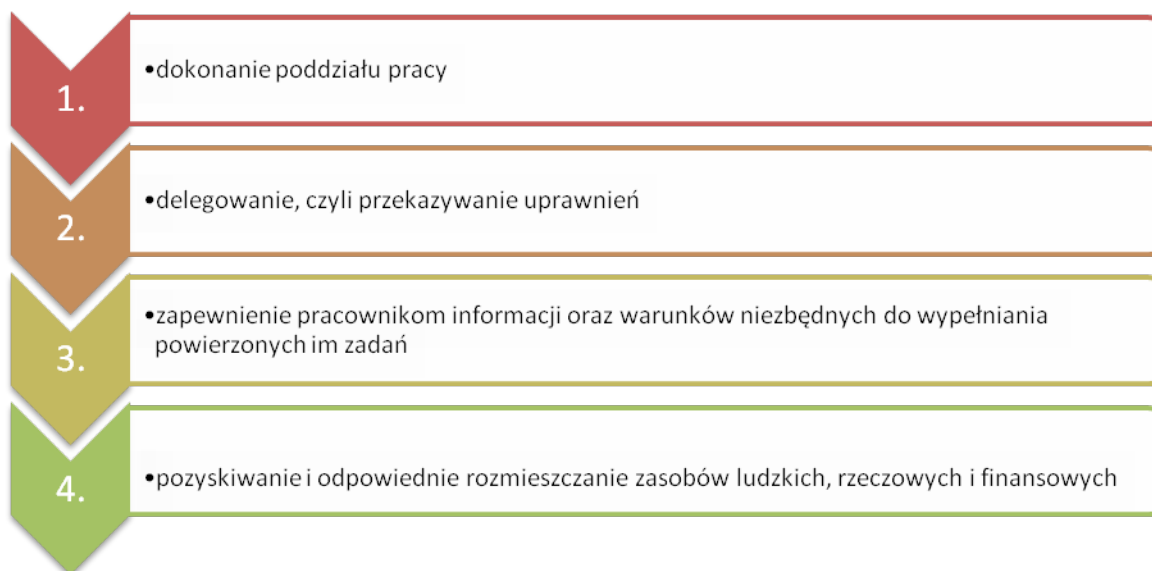 1.
•dokonanie poddziału pracy
2.
•delegowanie, czyli przekazywanie uprawnień
3.
•zapewnienie pracownikom informacji oraz warunków niezbędnych do wypełniania
powierzonych im zadań
4.
•pozyskiwanie i odpowiednie rozmieszczanie zasobów ludzkich, rzeczowych i finansowych